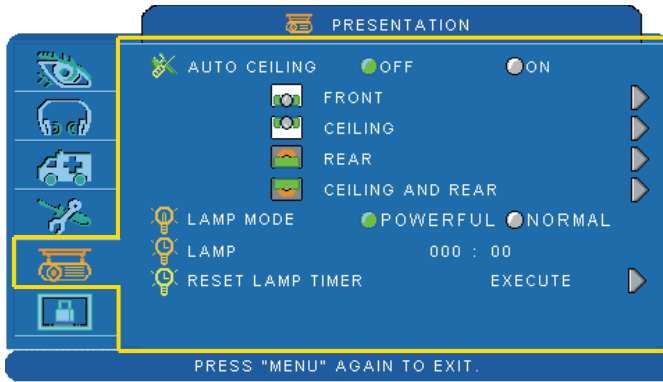 PRESENTATION
AUTO CEILING OFF ON
FRONT
CEILING
REAR
CEILING AND REAR
LAMP MODE POWERFUL NORMAL
LAMP 000 : 00
RESET LAMP TIMER EXECUTE
PRESS "MENU" AGAIN TO EXIT.